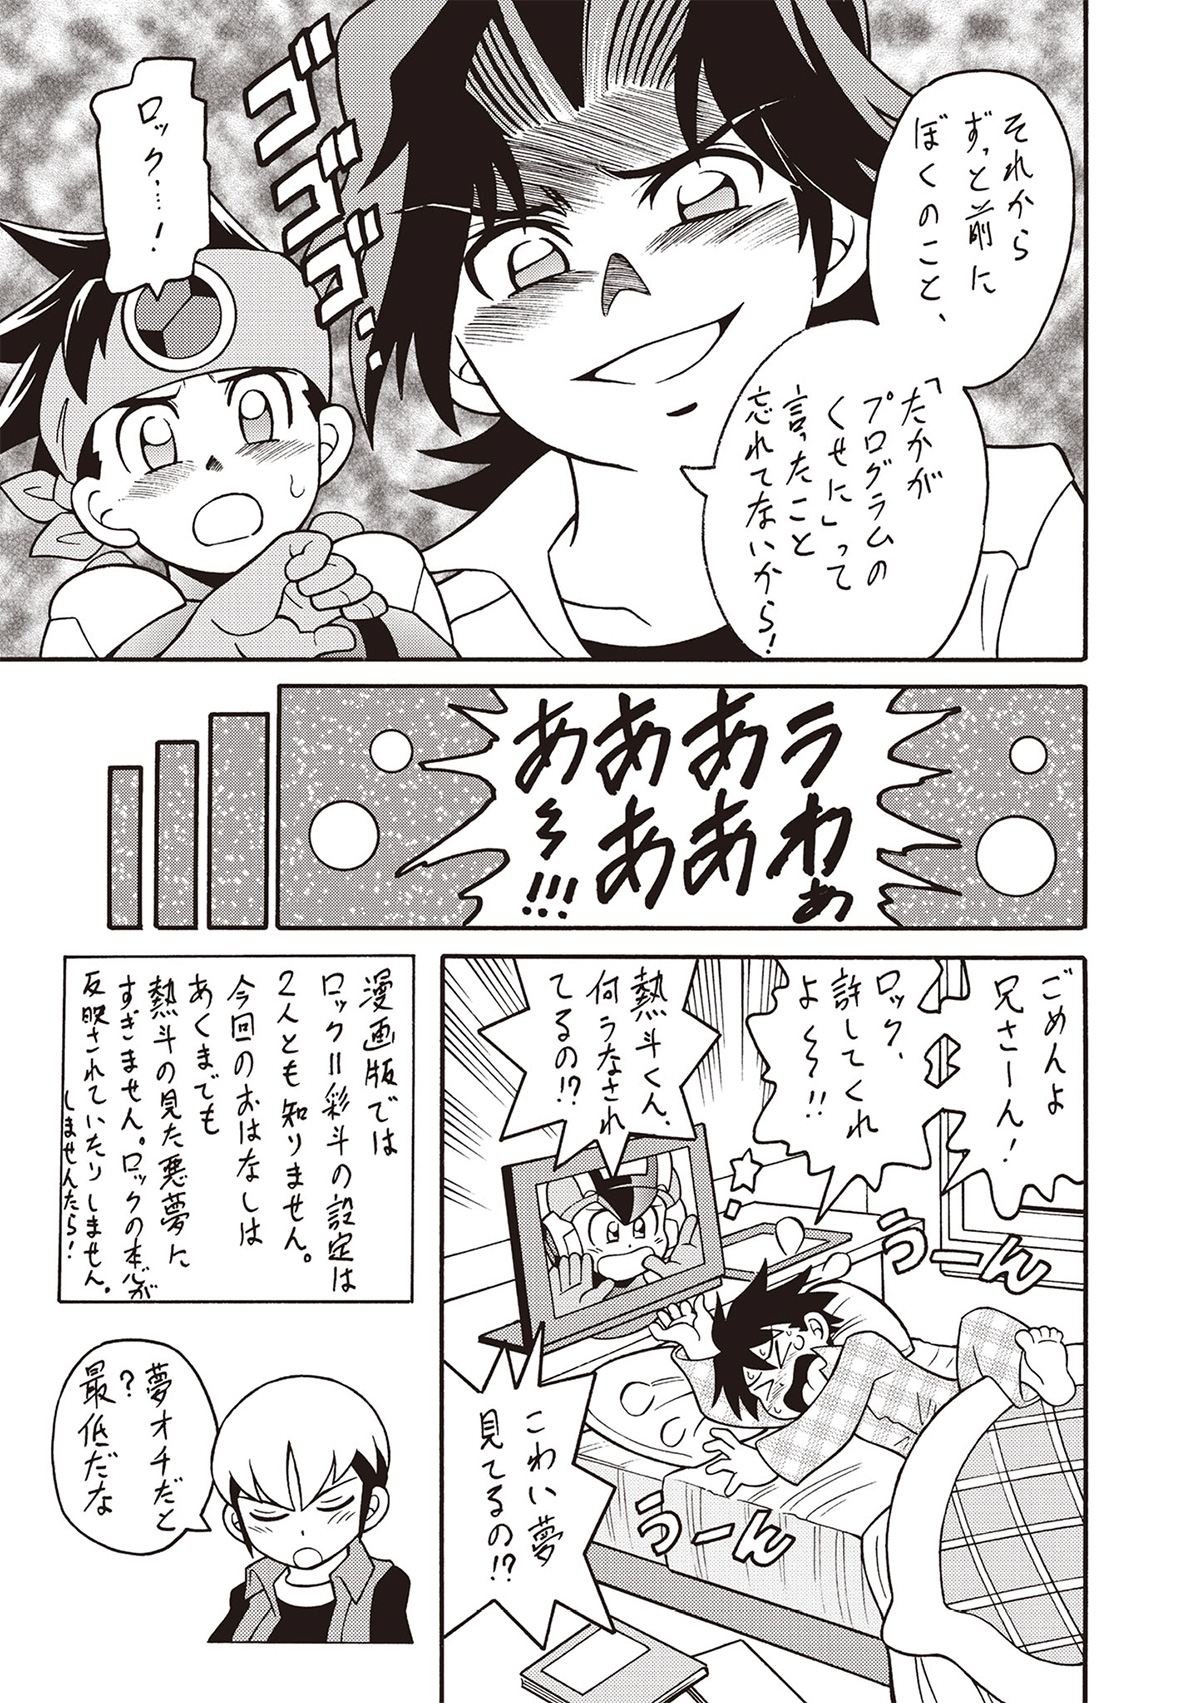 それから
ずっと前に
ぼくのこと、
「たかが
プログラムの
くせに」って
言ったこと
忘れてないから!
ゴゴゴゴゴ
ロック…!
うわぁ
ああ
ああ
あ〜!!!
ごめんよ
兄さーん!
ロック、
許してくれ
よ〜!!
熱斗くん、
何うなされ
てるの!?
うーん
うーん
こわい夢
見てるの!?
漫画版では
ロック=彩斗の設定は
2人とも知りません。
今回のおはなしは
あくまでも
熱斗の見た悪夢に
すぎません。ロックの本心が
反映されていたりしません。
しませんたら!
夢オチだと
?
最低だな